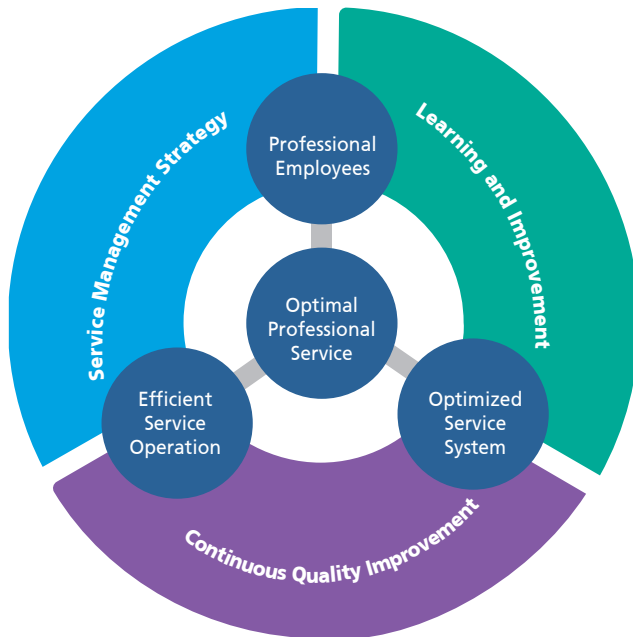 Service Management Strategy
Learning and Improvement
Professional
Employees
Optimal
Professional
Service
Efficient
Service
Operation
Optimized
Service
System
Continuous Quality Improvement